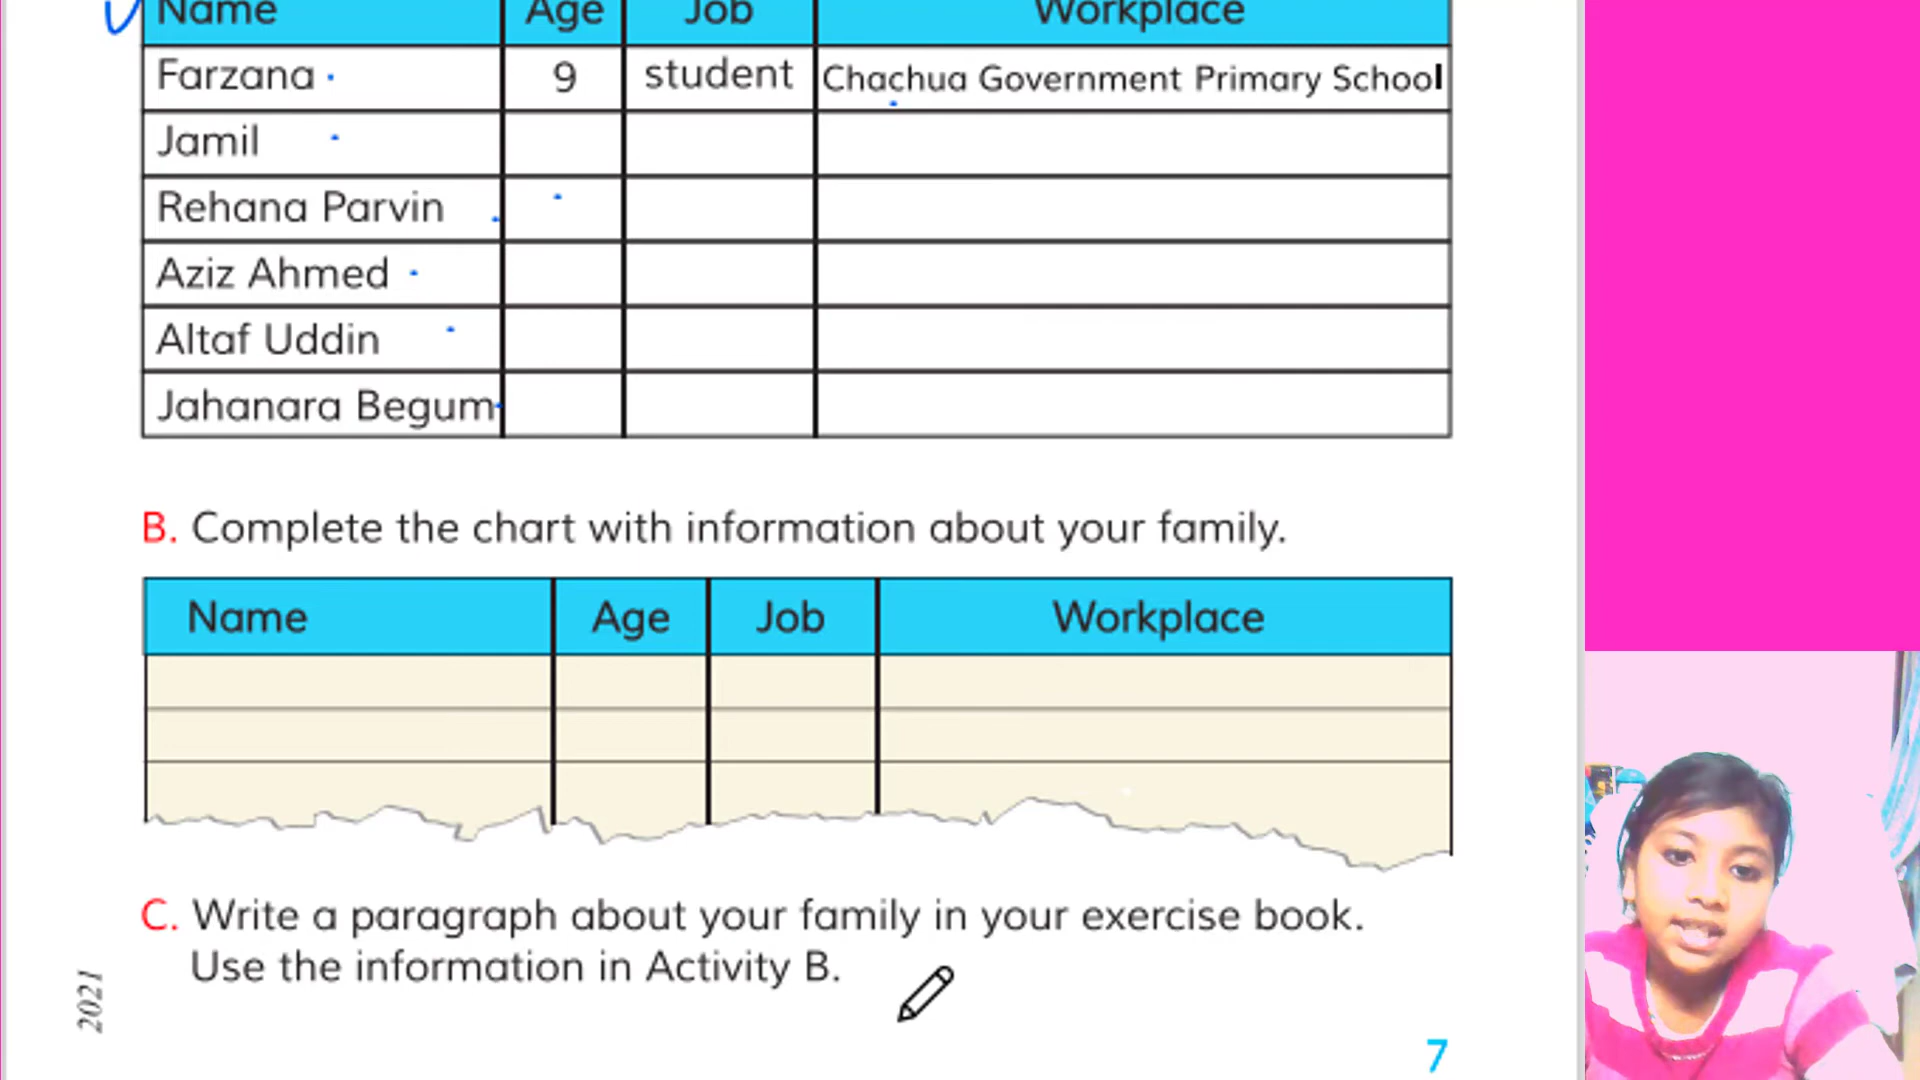 Name Age Job Workplace
Farzana 9 student Chachua Government Primary School
Jamil
Rehana Parvin
Aziz Ahmed
Altaf Uddin
Jahanara Begum
B. Complete the chart with information about your family.
Name Age Job Workplace
C. Write a paragraph about your family in your exercise book.
Use the information in Activity B.
2021
7